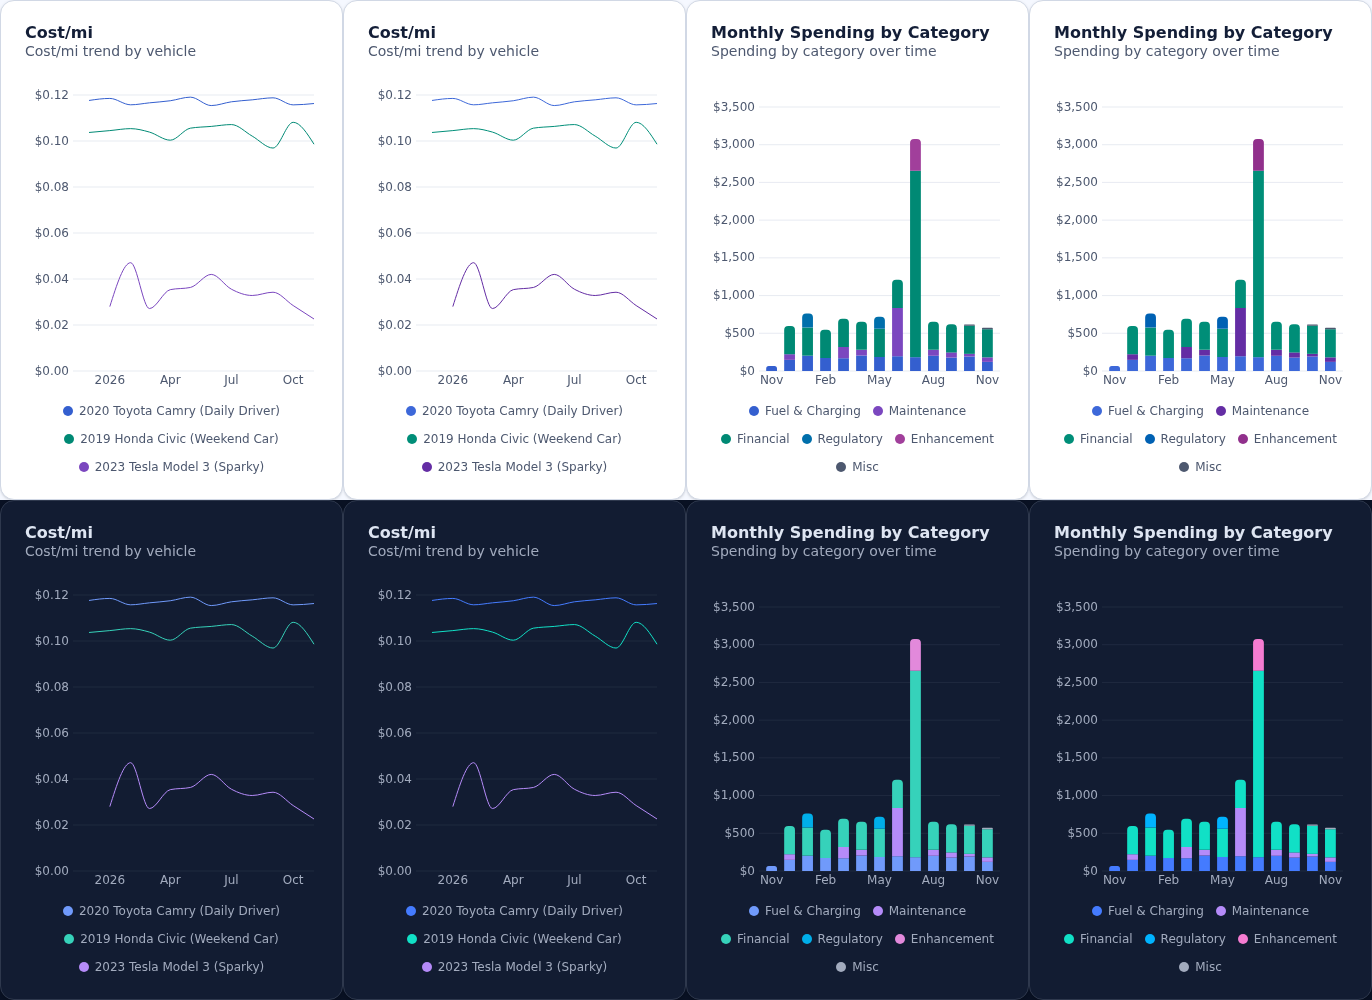 Cost/mi
Cost/mi trend by vehicle
$0.12
$0.10
$0.08
$0.06
$0.04
$0.02
$0.00
2026 Apr Jul Oct
2020 Toyota Camry (Daily Driver)
2019 Honda Civic (Weekend Car)
2023 Tesla Model 3 (Sparky)
Cost/mi
Cost/mi trend by vehicle
$0.12
$0.10
$0.08
$0.06
$0.04
$0.02
$0.00
2026 Apr Jul Oct
2020 Toyota Camry (Daily Driver)
2019 Honda Civic (Weekend Car)
2023 Tesla Model 3 (Sparky)
Monthly Spending by Category
Spending by category over time
$3,500
$3,000
$2,500
$2,000
$1,500
$1,000
$500
$0
Nov Feb May Aug Nov
Fuel & Charging Maintenance
Financial Regulatory Enhancement
Misc
Monthly Spending by Category
Spending by category over time
$3,500
$3,000
$2,500
$2,000
$1,500
$1,000
$500
$0
Nov Feb May Aug Nov
Fuel & Charging Maintenance
Financial Regulatory Enhancement
Misc
Cost/mi
Cost/mi trend by vehicle
$0.12
$0.10
$0.08
$0.06
$0.04
$0.02
$0.00
2026 Apr Jul Oct
2020 Toyota Camry (Daily Driver)
2019 Honda Civic (Weekend Car)
2023 Tesla Model 3 (Sparky)
Cost/mi
Cost/mi trend by vehicle
$0.12
$0.10
$0.08
$0.06
$0.04
$0.02
$0.00
2026 Apr Jul Oct
2020 Toyota Camry (Daily Driver)
2019 Honda Civic (Weekend Car)
2023 Tesla Model 3 (Sparky)
Monthly Spending by Category
Spending by category over time
$3,500
$3,000
$2,500
$2,000
$1,500
$1,000
$500
$0
Nov Feb May Aug Nov
Fuel & Charging Maintenance
Financial Regulatory Enhancement
Misc
Monthly Spending by Category
Spending by category over time
$3,500
$3,000
$2,500
$2,000
$1,500
$1,000
$500
$0
Nov Feb May Aug Nov
Fuel & Charging Maintenance
Financial Regulatory Enhancement
Misc